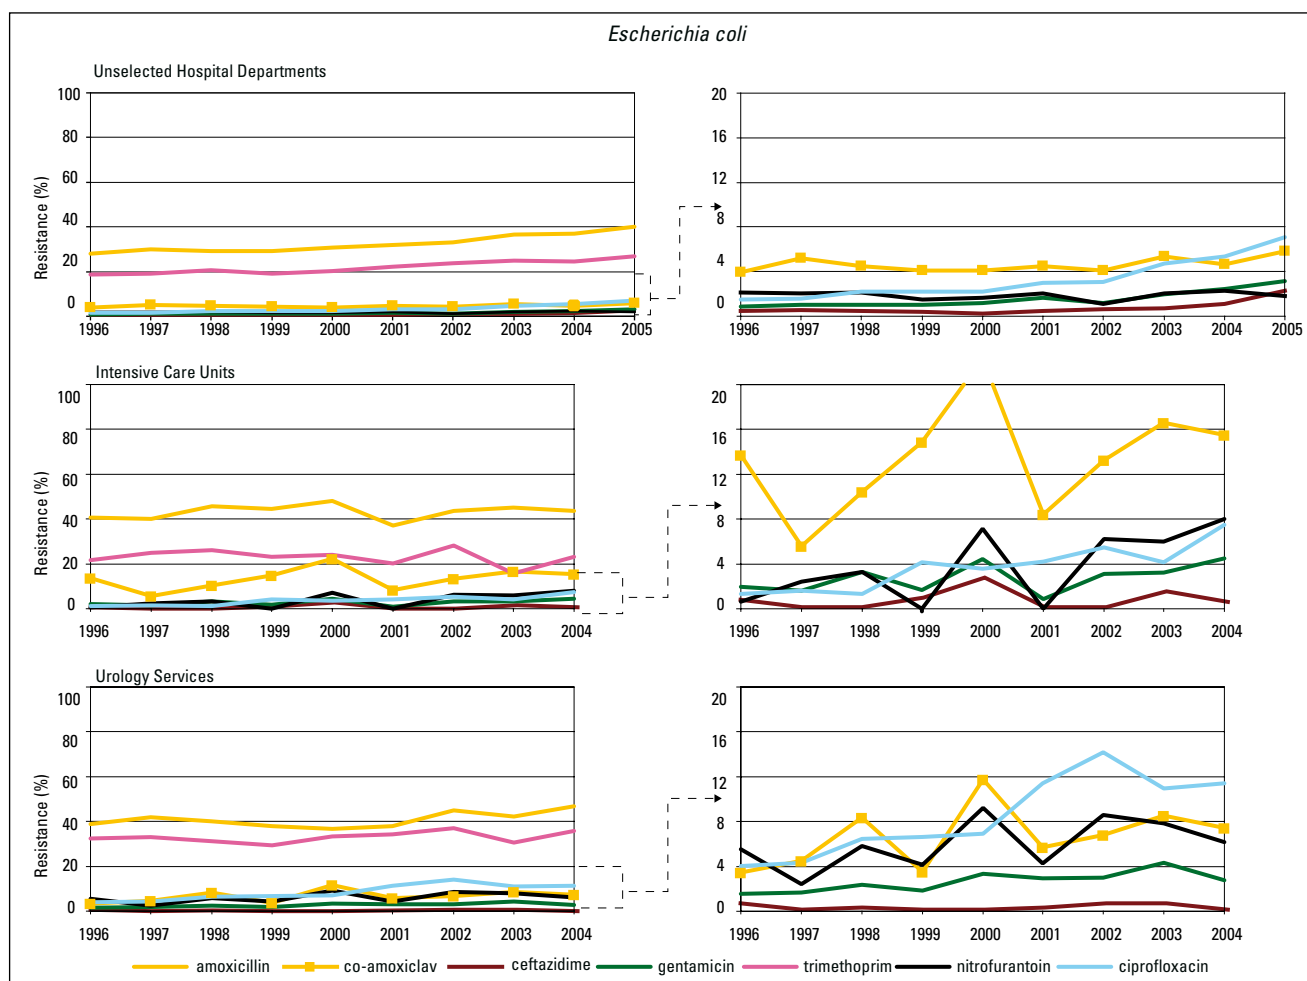 Escherichia coli
Unselected Hospital Departments
Resistance (%)
100
80
60
40
20
0
1996 1997 1998 1999 2000 2001 2002 2003 2004 2005
20
16
12
8
4
0
1996 1997 1998 1999 2000 2001 2002 2003 2004 2005
Intensive Care Units
Resistance (%)
100
80
60
40
20
0
1996 1997 1998 1999 2000 2001 2002 2003 2004
20
16
12
8
4
0
1996 1997 1998 1999 2000 2001 2002 2003 2004
Urology Services
Resistance (%)
100
80
60
40
20
0
1996 1997 1998 1999 2000 2001 2002 2003 2004
20
16
12
8
4
0
1996 1997 1998 1999 2000 2001 2002 2003 2004
amoxicillin co-amoxiclav ceftazidime gentamicin trimethoprim nitrofurantoin ciprofloxacin